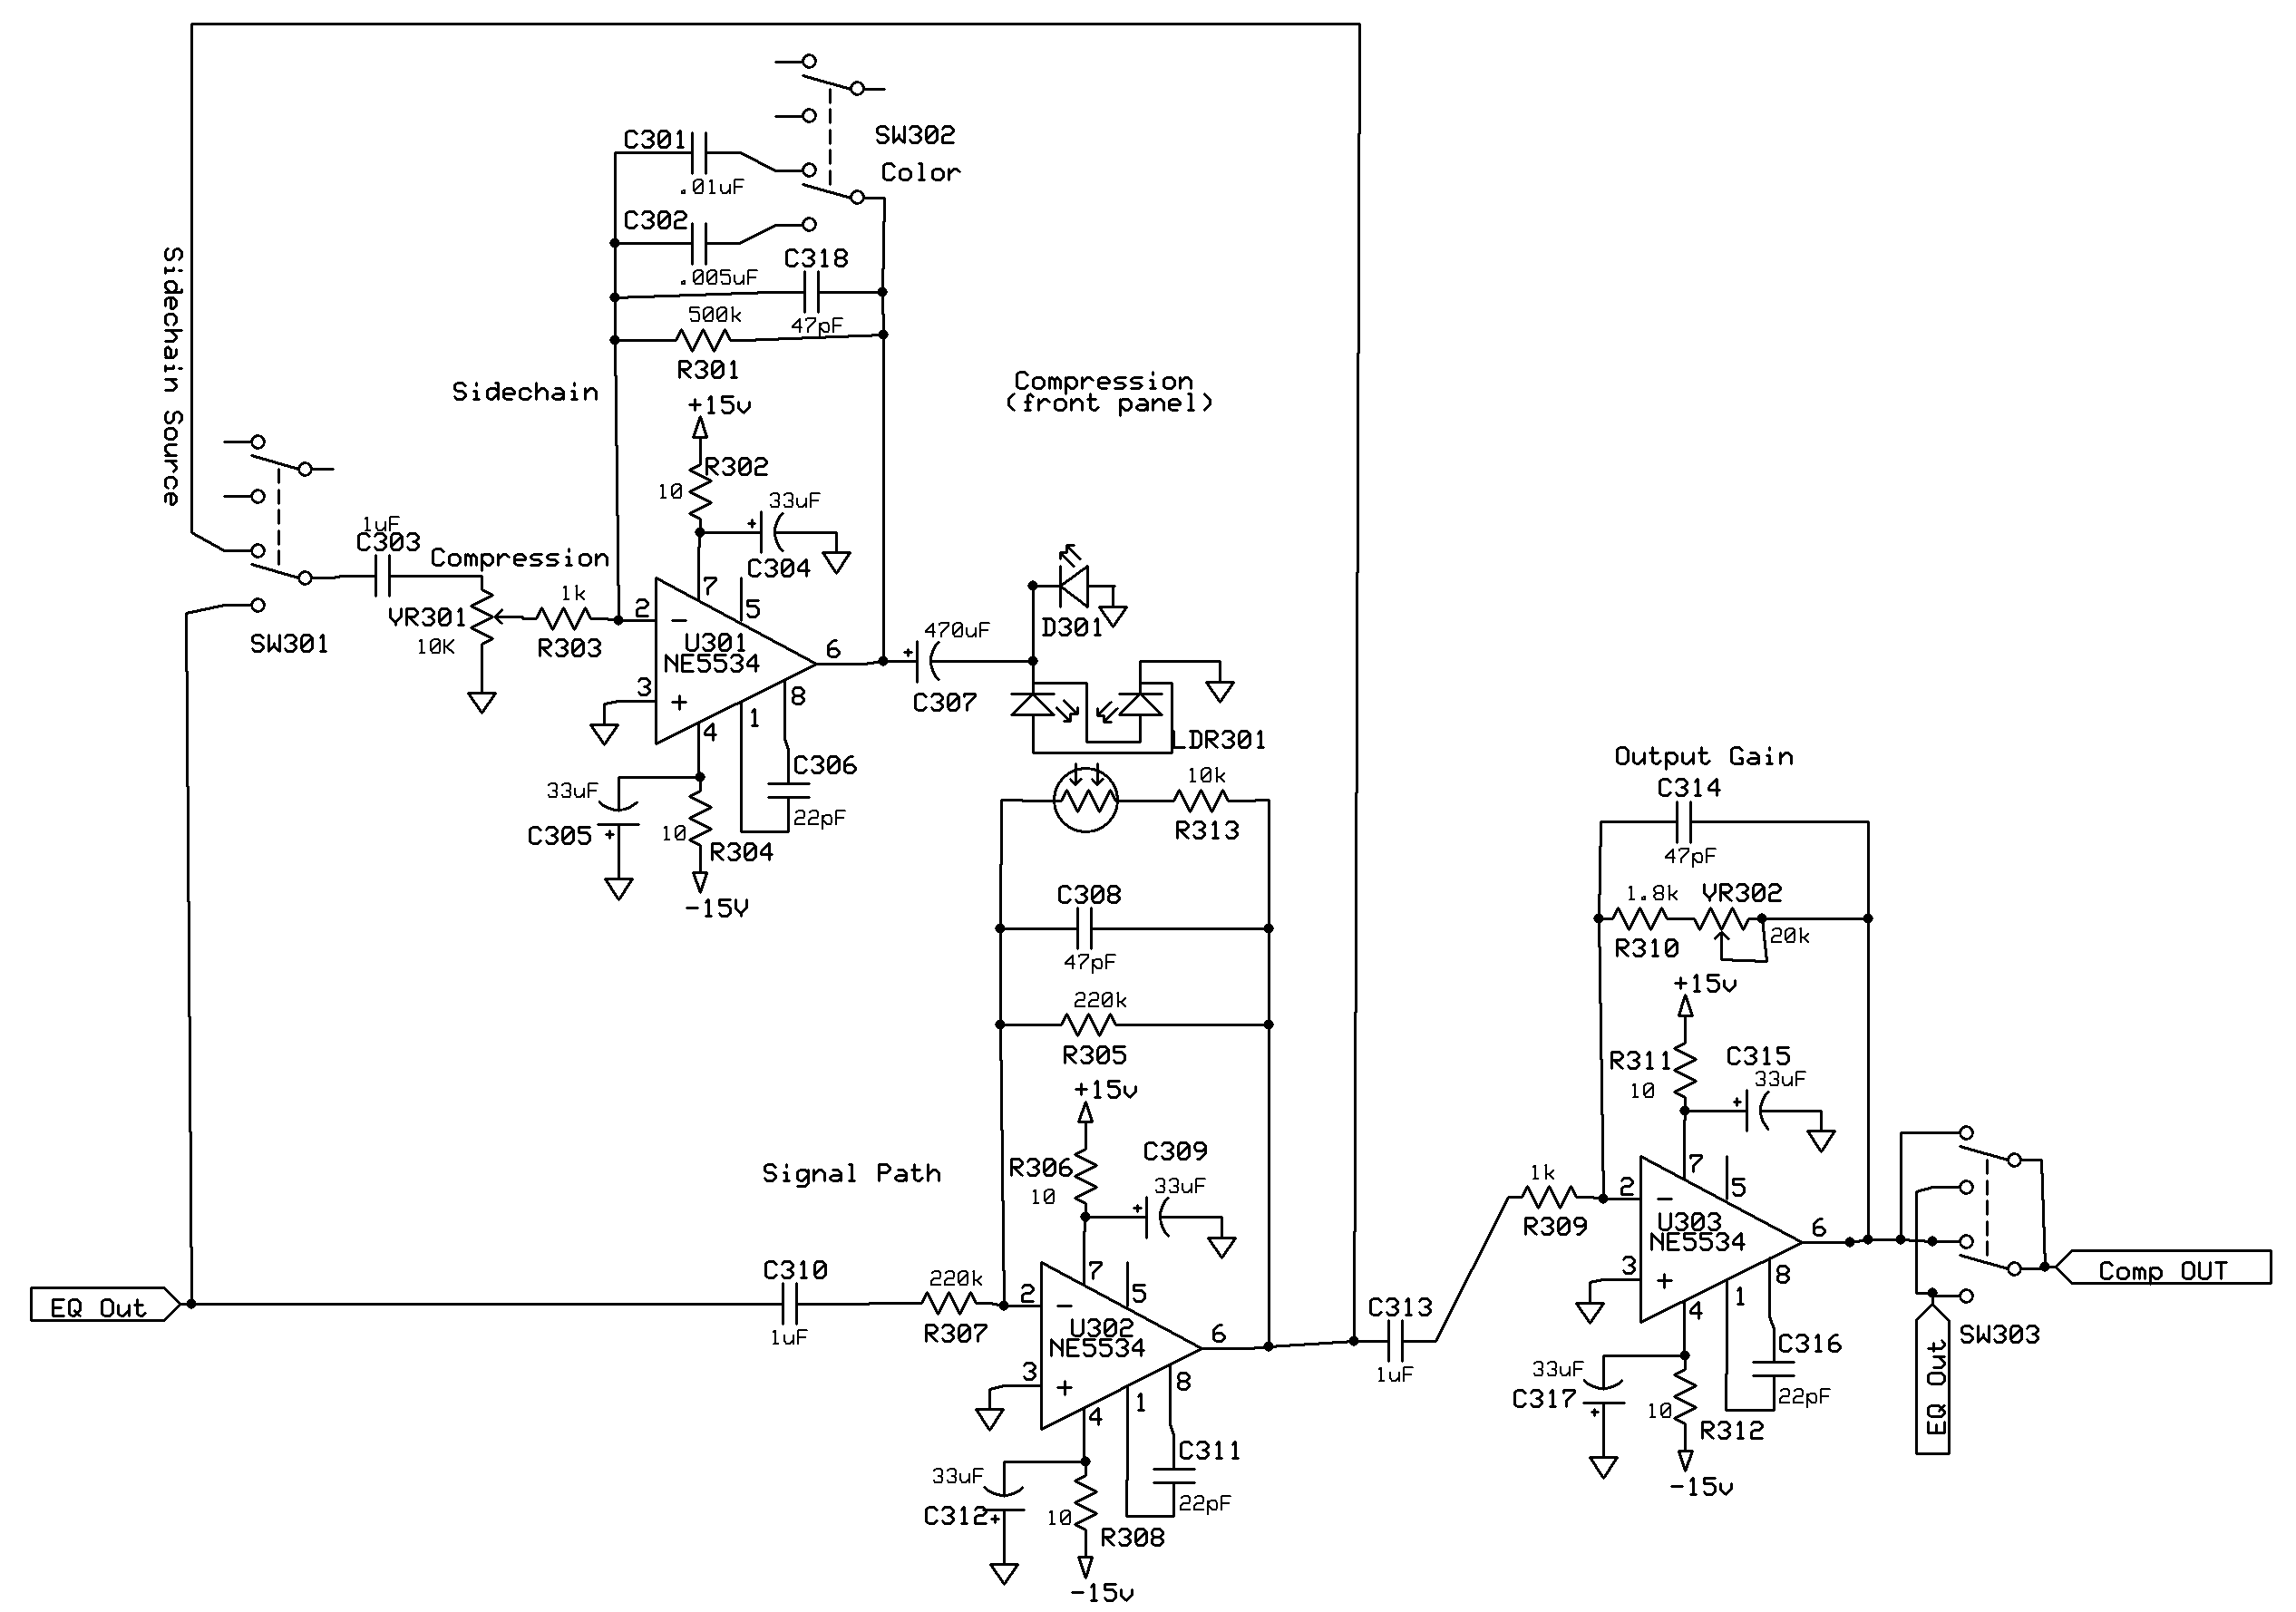 SW302
Color
C301
.01uF
C302
.005uF
C318
47pF
500k
R301
Sidechain Source
Sidechain
Compression
(front panel)
+15v
R302
10
33uF
C304
1uF
C303
Compression
VR301
10K
1k
R303
SW301
2
7
5
U301
NE5534
6
3
8
4
1
470uF
C307
D301
LDR301
C306
22pF
33uF
C305
10
R304
-15V
10k
R313
C308
47pF
220k
R305
+15v
R306
10
C309
33uF
Signal Path
EQ Out
C310
1uF
220k
R307
2
7
5
U302
NE5534
6
3
8
4
1
C311
22pF
33uF
C312
10
R308
-15v
C313
1uF
Output Gain
C314
47pF
1.8k
VR302
R310
20k
+15v
R311
10
C315
33uF
1k
R309
2
7
5
U303
NE5534
6
3
8
4
1
C316
22pF
33uF
C317
10
R312
-15v
Comp OUT
SW303
EQ Out